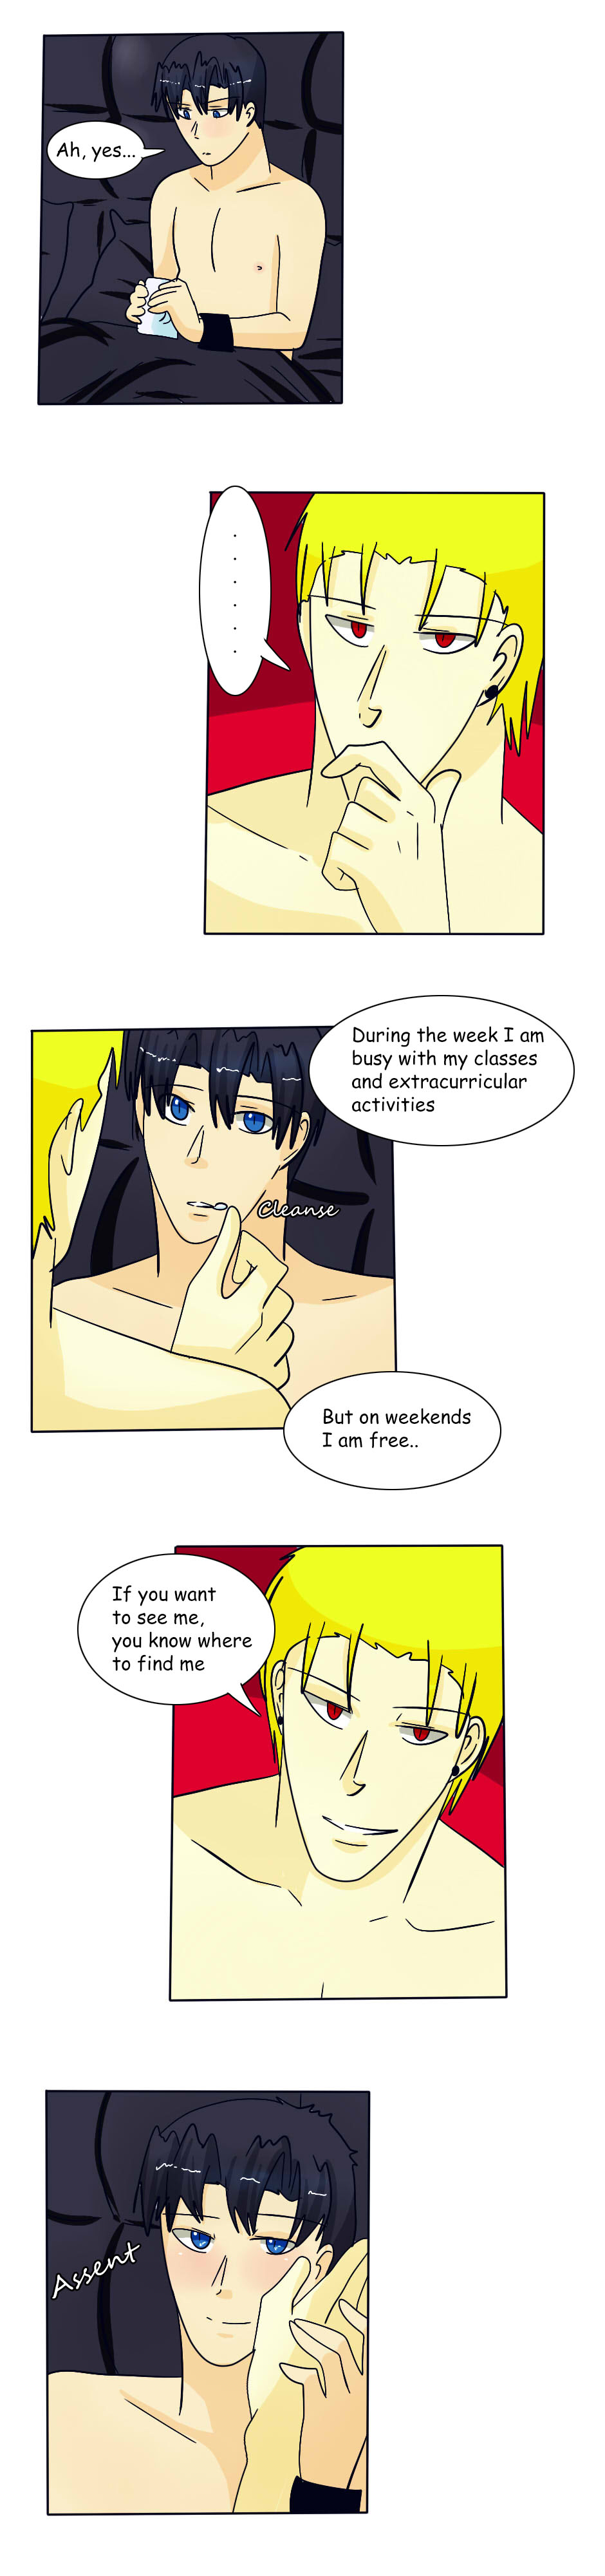 Ah, yes...
. . . . . .
During the week I am
busy with my classes
and extracurricular
activities
Cleanse
But on weekends
I am free..
If you want
to see me,
you know where
to find me
Assent